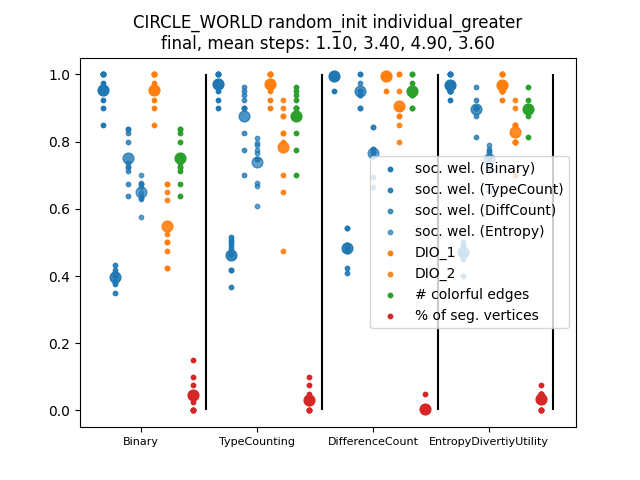 CIRCLE_WORLD random_init individual_greater
final, mean steps: 1.10, 3.40, 4.90, 3.60
1.0
0.8
0.6
0.4
0.2
0.0
soc. wel. (Binary)
soc. wel. (TypeCount)
soc. wel. (DiffCount)
soc. wel. (Entropy)
DIO_1
DIO_2
# colorful edges
% of seg. vertices
Binary
TypeCounting
DifferenceCount
EntropyDivertiyUtility